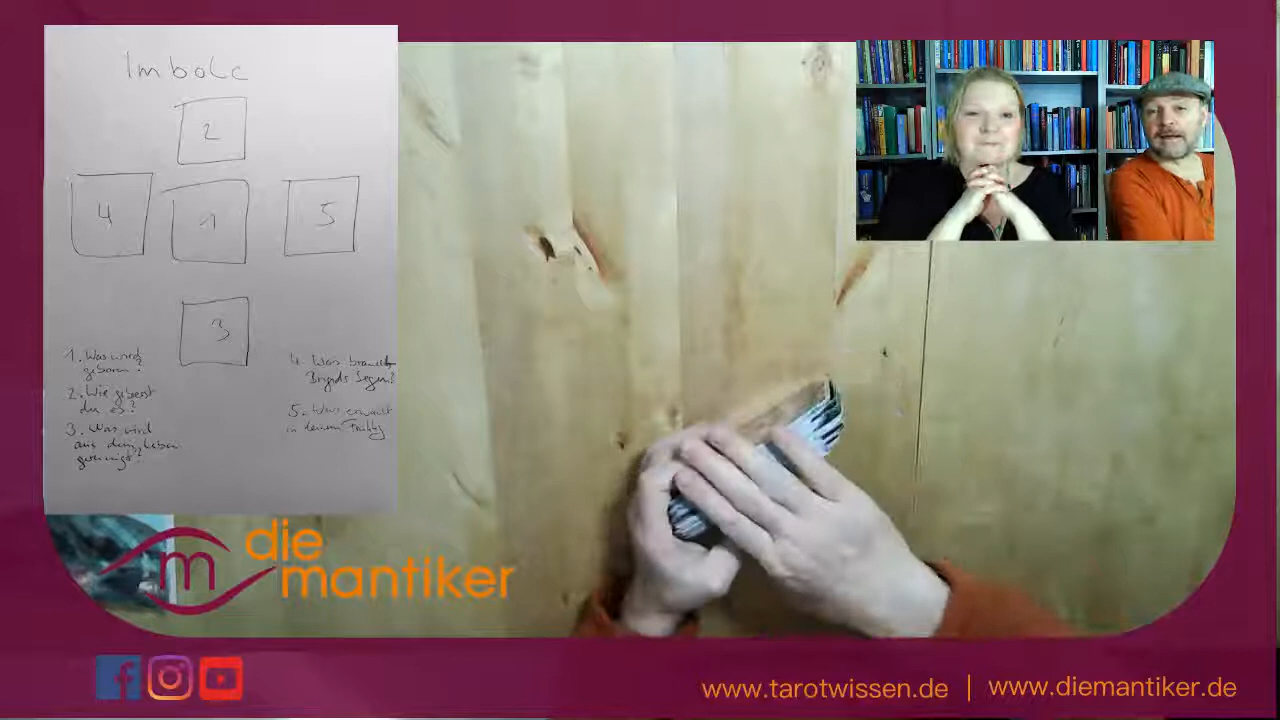 Imbolc
2
4
1
5
3
1. Was wird
geboren?
2. Wie gebierst
du es?
3. Was wird
aus dem Leben
gereinigt?
4. Was braucht
Brigids Segen?
5. Was erwacht
in deinem
m
die
mantiker
f
www.tarotwissen.de | www.diemantiker.de